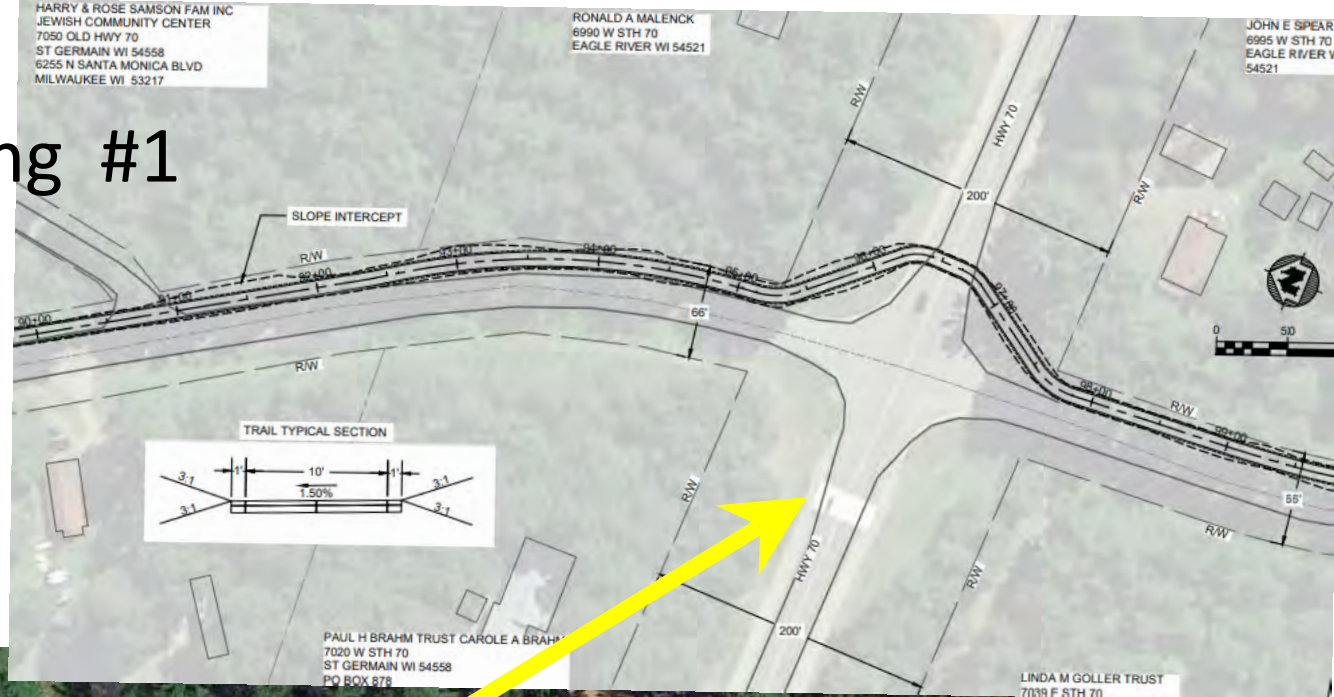 HARRY & ROSE SAMSON FAM INC
JEWISH COMMUNITY CENTER
7050 OLD HWY 70
ST GERMAIN WI 54558
6255 N SANTA MONICA BLVD
MILWAUKEE WI 53217
RONALD A MALENCK
6990 W STH 70
EAGLE RIVER WI 54521
JOHN E SPEAR
6995 W STH 70
EAGLE RIVER W
54521
ng #1
R/W
HWY 70
200'
R/W
SLOPE INTERCEPT
R/W
90+00
91+00
92+00
93+00
94+00
95+00
96+00
97+00
98+00
99+00
N
0 50
66'
R/W
R/W
R/W
66'
R/W
TRAIL TYPICAL SECTION
3:1 1' 10' 1' 3:1
1.50%
3:1 3:1
R/W
HWY 70
R/W
200'
PAUL H BRAHM TRUST CAROLE A BRAHM
7020 W STH 70
ST GERMAIN WI 54558
PO BOX 878
LINDA M GOLLER TRUST
7039 E STH 70